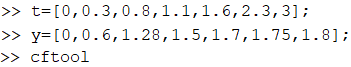 >> t=[0,0.3,0.8,1.1,1.6,2.3,3];
>> y=[0,0.6,1.28,1.5,1.7,1.75,1.8];
>> cftool